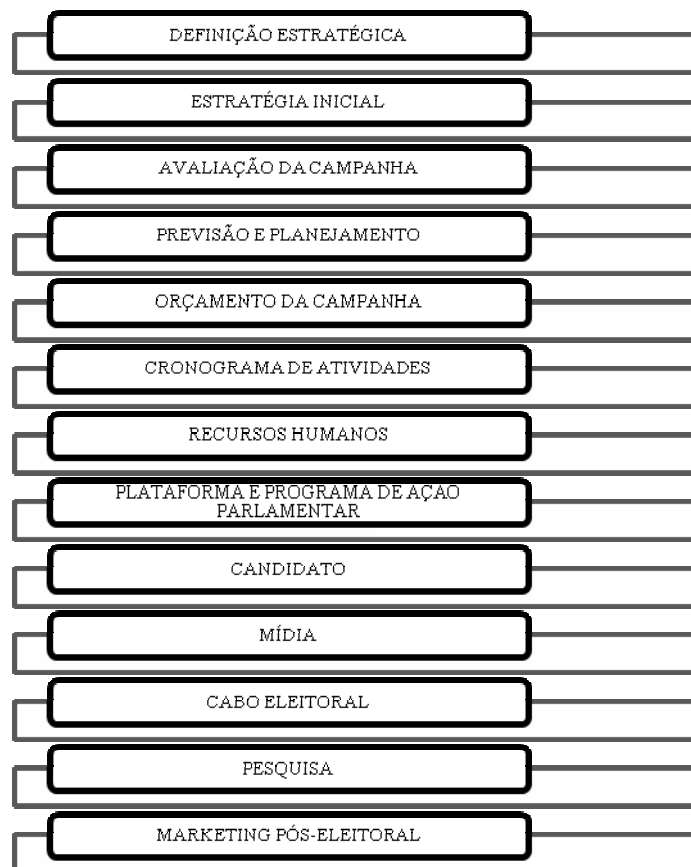 DEFINIÇÃO ESTRATÉGICA
ESTRATÉGIA INICIAL
AVALIAÇÃO DA CAMPANHA
PREVISÃO E PLANEJAMENTO
ORÇAMENTO DA CAMPANHA
CRONOGRAMA DE ATIVIDADES
RECURSOS HUMANOS
PLATAFORMA E PROGRAMA DE AÇAO
PARLAMENTAR
CANDIDATO
MÍDIA
CABO ELEITORAL
PESQUISA
MARKETING PÓS-ELEITORAL